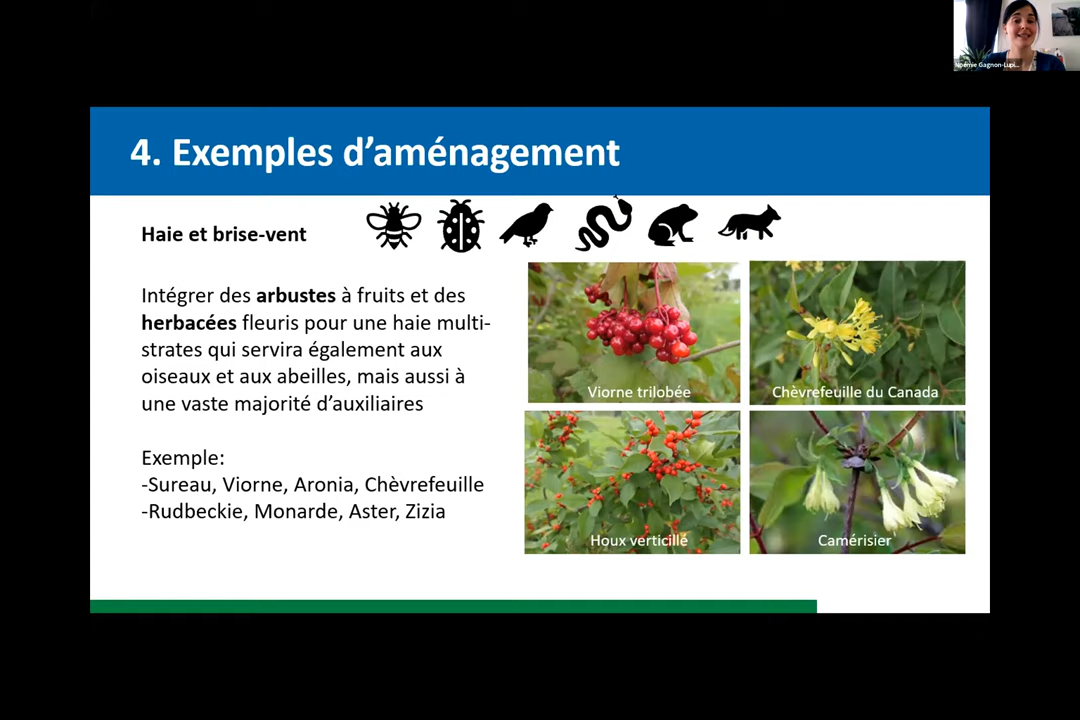 Noémie Gagnon-Lupi...
4. Exemples d’aménagement
Haie et brise-vent
Intégrer des arbustes à fruits et des
herbacées fleuris pour une haie multi-
strates qui servira également aux
oiseaux et aux abeilles, mais aussi à
une vaste majorité d’auxiliaires
Exemple:
-Sureau, Viorne, Aronia, Chèvrefeuille
-Rudbeckie, Monarde, Aster, Zizia
Viorne trilobée
Chèvrefeuille du Canada
Houx verticillé
Camérisier